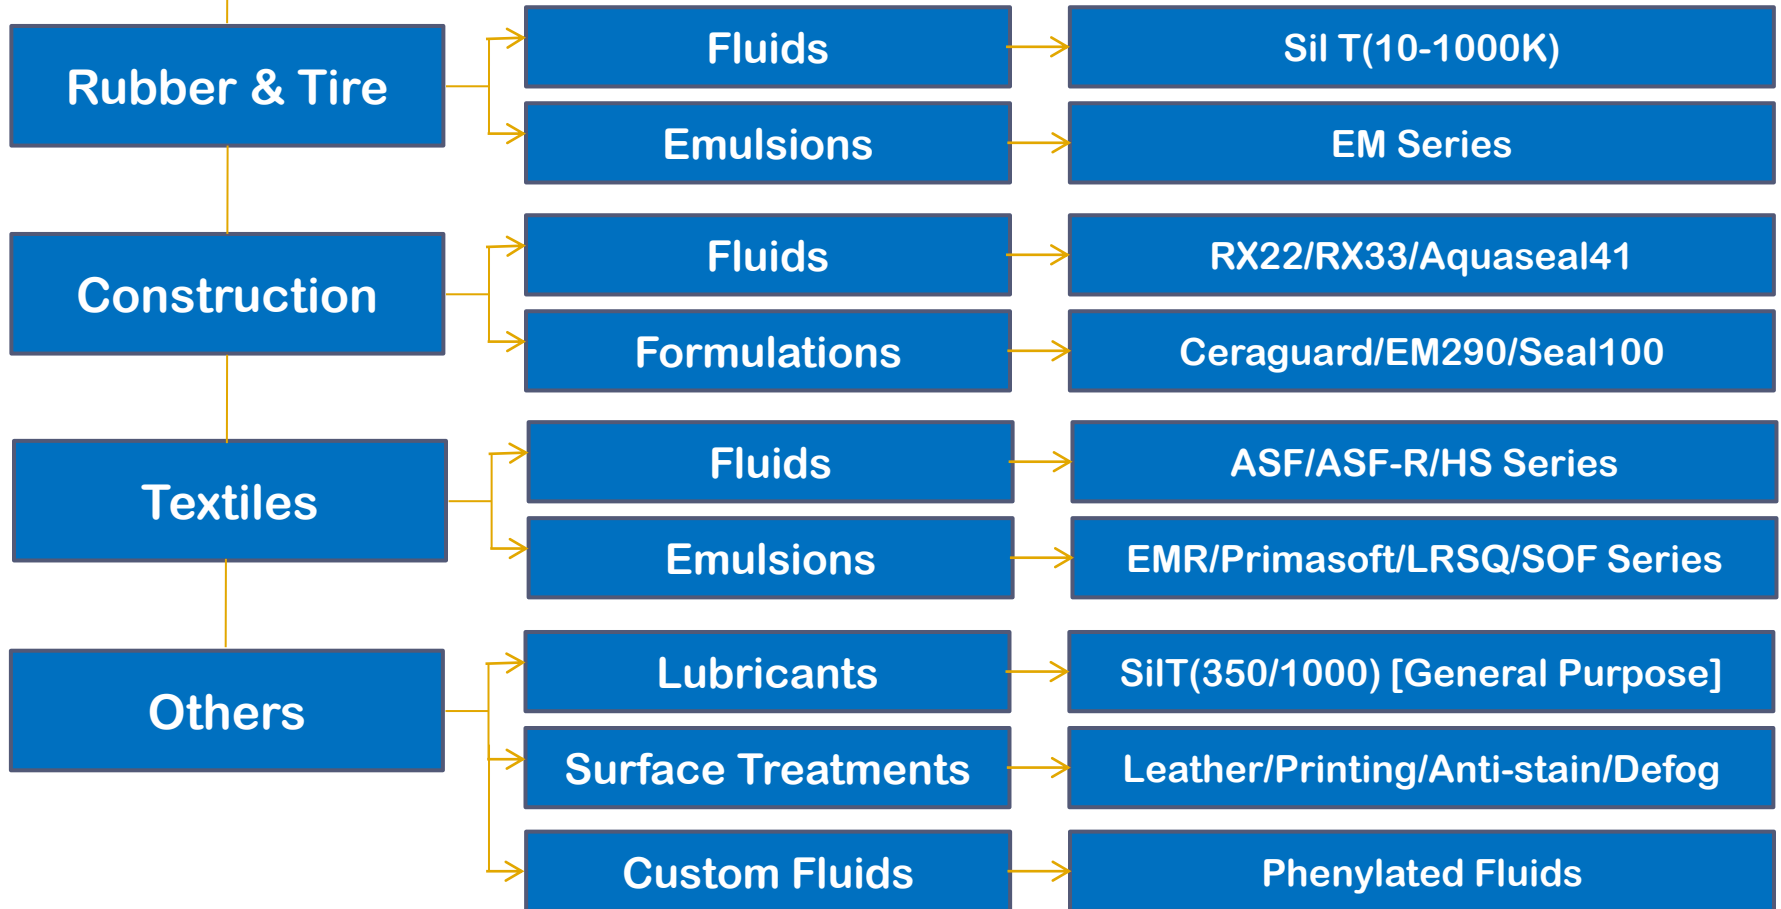 Rubber & Tire
Fluids
Sil T(10-1000K)
Emulsions
EM Series
Construction
Fluids
RX22/RX33/Aquaseal41
Formulations
Ceraguard/EM290/Seal100
Textiles
Fluids
ASF/ASF-R/HS Series
Emulsions
EMR/Primasoft/LRSQ/SOF Series
Others
Lubricants
SilT(350/1000) [General Purpose]
Surface Treatments
Leather/Printing/Anti-stain/Defog
Custom Fluids
Phenylated Fluids